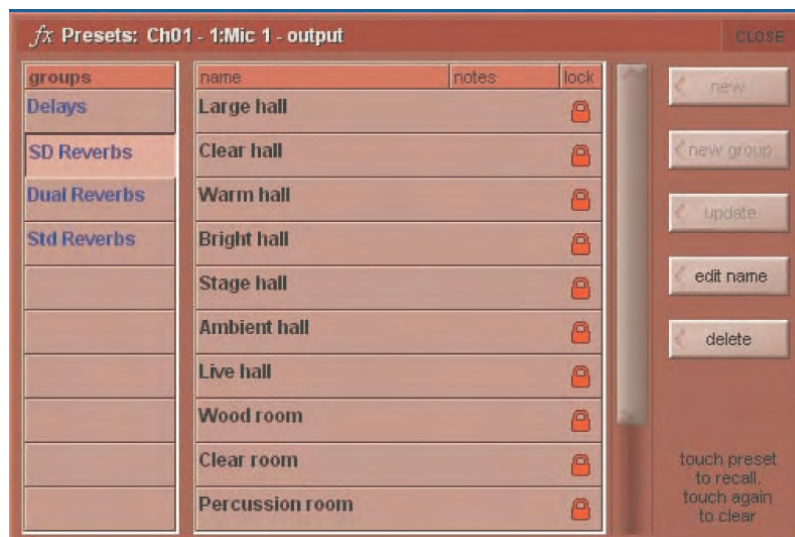 fx Presets: Ch01 - 1:Mic 1 - output
CLOSE
groups
Delays
SD Reverbs
Dual Reverbs
Std Reverbs
name notes lock
Large hall
Clear hall
Warm hall
Bright hall
Stage hall
Ambient hall
Live hall
Wood room
Clear room
Percussion room
new
new group
update
edit name
delete
touch preset
to recall,
touch again
to clear